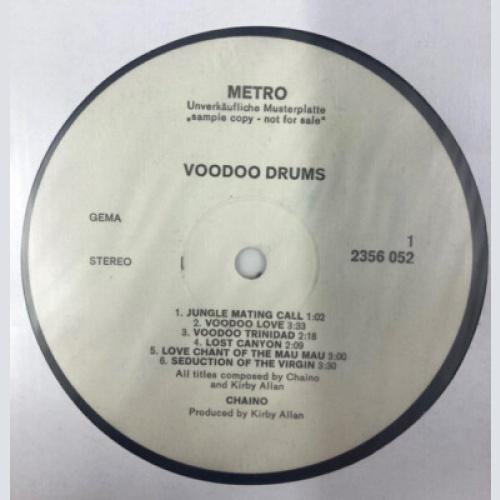 METRO
Unverkäufliche Musterplatte
„sample copy - not for sale"
VOODOO DRUMS
GEMA
1
STEREO
2356 052
1. JUNGLE MATING CALL 1:02
2. VOODOO LOVE 3:33
3. VOODOO TRINIDAD 2:18
4. LOST CANYON 2:09
5. LOVE CHANT OF THE MAU MAU 3:00
6. SEDUCTION OF THE VIRGIN 3:30
All titles composed by Chaino
and Kirby Allan
CHAINO
Produced by Kirby Allan